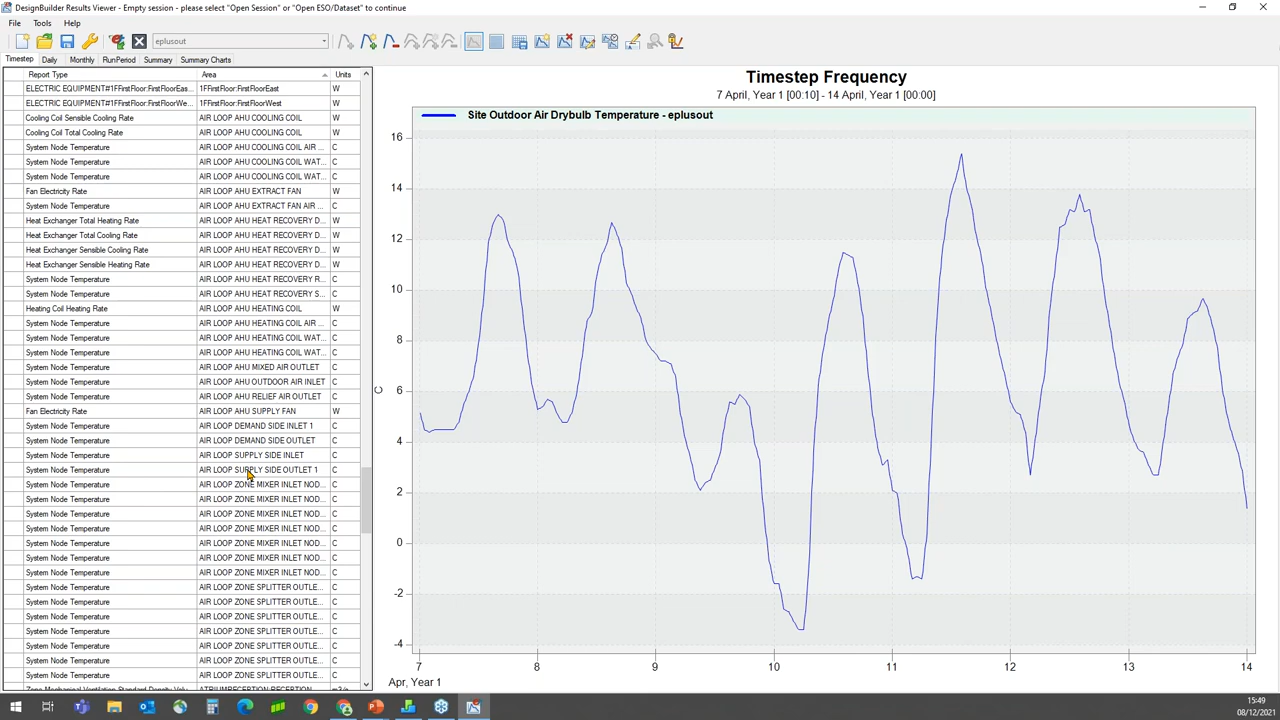 DesignBuilder Results Viewer - Empty session - please select "Open Session" or "Open ESO/Dataset" to continue
File Tools Help
eplusout
Timestep Daily Monthly RunPeriod Summary Summary Charts
Report Type Area Units
ELECTRIC EQUIPMENT#1FFirstFloor:FirstFloorEas... 1FFirstFloor:FirstFloorEast W
ELECTRIC EQUIPMENT#1FFirstFloor:FirstFloorWe... 1FFirstFloor:FirstFloorWest W
Cooling Coil Sensible Cooling Rate AIR LOOP AHU COOLING COIL W
Cooling Coil Total Cooling Rate AIR LOOP AHU COOLING COIL W
System Node Temperature AIR LOOP AHU COOLING COIL AIR ... C
System Node Temperature AIR LOOP AHU COOLING COIL WAT... C
System Node Temperature AIR LOOP AHU COOLING COIL WAT... C
Fan Electricity Rate AIR LOOP AHU EXTRACT FAN W
System Node Temperature AIR LOOP AHU EXTRACT FAN AIR ... C
Heat Exchanger Total Heating Rate AIR LOOP AHU HEAT RECOVERY D... W
Heat Exchanger Total Cooling Rate AIR LOOP AHU HEAT RECOVERY D... W
Heat Exchanger Sensible Cooling Rate AIR LOOP AHU HEAT RECOVERY D... W
Heat Exchanger Sensible Heating Rate AIR LOOP AHU HEAT RECOVERY D... W
System Node Temperature AIR LOOP AHU HEAT RECOVERY R... C
System Node Temperature AIR LOOP AHU HEAT RECOVERY S... C
Heating Coil Heating Rate AIR LOOP AHU HEATING COIL W
System Node Temperature AIR LOOP AHU HEATING COIL AIR ... C
System Node Temperature AIR LOOP AHU HEATING COIL WAT... C
System Node Temperature AIR LOOP AHU HEATING COIL WAT... C
System Node Temperature AIR LOOP AHU MIXED AIR OUTLET C
System Node Temperature AIR LOOP AHU OUTDOOR AIR INLET C
System Node Temperature AIR LOOP AHU RELIEF AIR OUTLET C
Fan Electricity Rate AIR LOOP AHU SUPPLY FAN W
System Node Temperature AIR LOOP DEMAND SIDE INLET 1 C
System Node Temperature AIR LOOP DEMAND SIDE OUTLET C
System Node Temperature AIR LOOP SUPPLY SIDE INLET C
System Node Temperature AIR LOOP SUPPLY SIDE OUTLET 1 C
System Node Temperature AIR LOOP ZONE MIXER INLET NOD... C
System Node Temperature AIR LOOP ZONE MIXER INLET NOD... C
System Node Temperature AIR LOOP ZONE MIXER INLET NOD... C
System Node Temperature AIR LOOP ZONE MIXER INLET NOD... C
System Node Temperature AIR LOOP ZONE MIXER INLET NOD... C
System Node Temperature AIR LOOP ZONE MIXER INLET NOD... C
System Node Temperature AIR LOOP ZONE MIXER INLET NOD... C
System Node Temperature AIR LOOP ZONE SPLITTER OUTLE... C
System Node Temperature AIR LOOP ZONE SPLITTER OUTLE... C
System Node Temperature AIR LOOP ZONE SPLITTER OUTLE... C
System Node Temperature AIR LOOP ZONE SPLITTER OUTLE... C
System Node Temperature AIR LOOP ZONE SPLITTER OUTLE... C
System Node Temperature AIR LOOP ZONE SPLITTER OUTLE... C
System Node Temperature AIR LOOP ZONE SPLITTER OUTLE... C
Zone Mechanical Ventilation Standard Density Volu... ATRIUMRECEPTION:RECEPTION m3/s
Timestep Frequency
7 April, Year 1 [00:10] - 14 April, Year 1 [00:00]
Site Outdoor Air Drybulb Temperature - eplusout
16
14
12
10
8
6
4
2
0
-2
-4
C
7 8 9 10 11 12 13 14
Apr, Year 1
15:49
08/12/2021